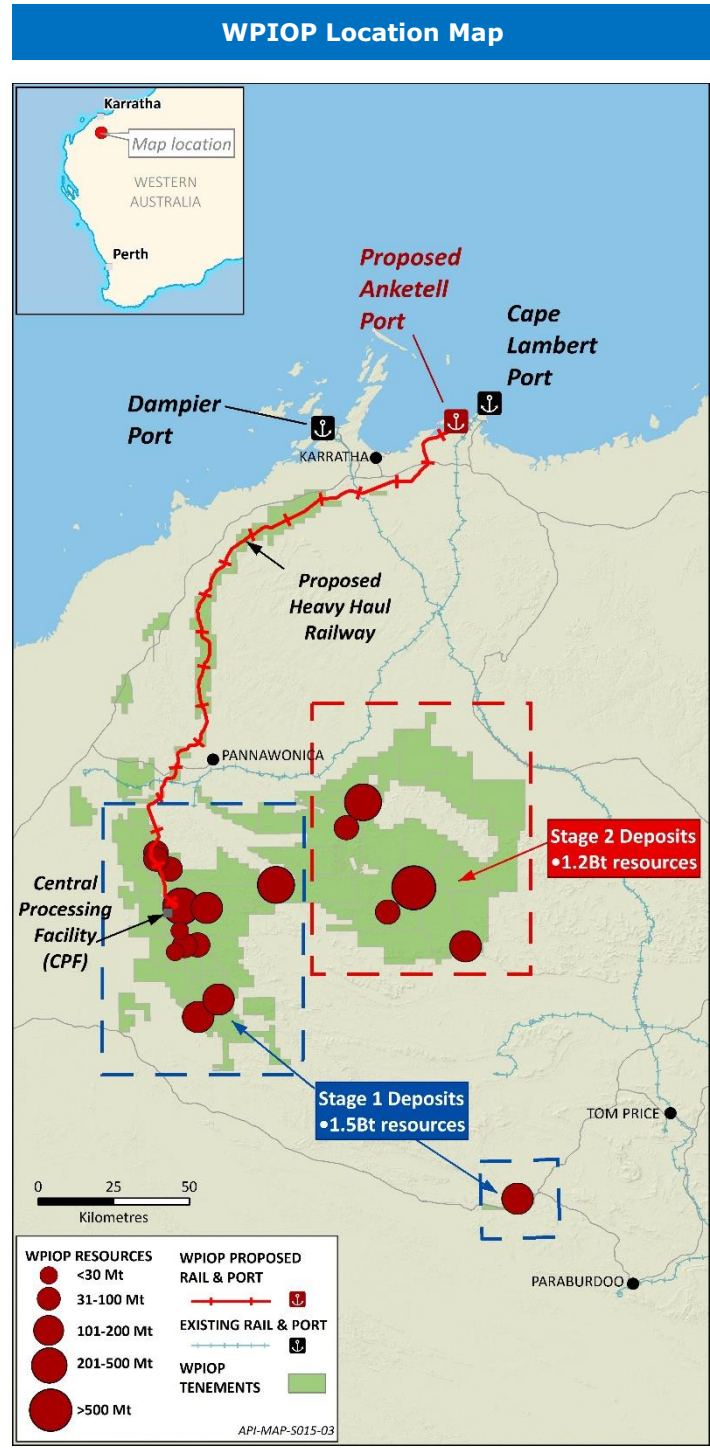 WPIOP Location Map
Karratha
Map location
WESTERN
AUSTRALIA
Perth
Proposed
Anketell
Port
Cape
Lambert
Port
Dampier
Port
KARRATHA
Proposed
Heavy Haul
Railway
PANNAWONICA
Stage 2 Deposits
•1.2Bt resources
Central
Processing
Facility
(CPF)
Stage 1 Deposits
•1.5Bt resources
TOM PRICE
PARABURDOO
0 25 50
Kilometres
WPIOP RESOURCES
<30 Mt
31-100 Mt
101-200 Mt
201-500 Mt
>500 Mt
WPIOP PROPOSED
RAIL & PORT
EXISTING RAIL & PORT
WPIOP
TENEMENTS
API-MAP-S015-03